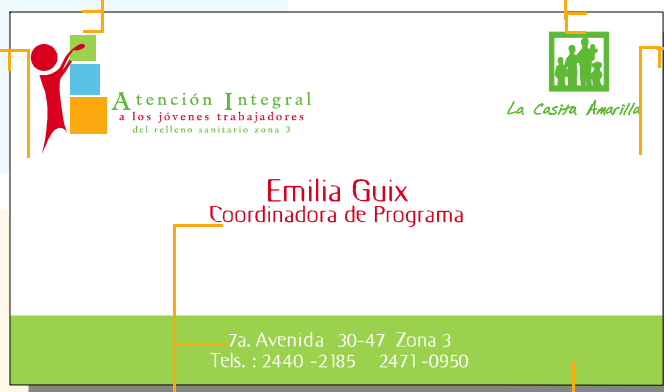 Atención Integral
a los jóvenes trabajadores
del relleno sanitario zona 3
La Casita Amarilla
Emilia Guix
Coordinadora de Programa
7a. Avenida 30-47 Zona 3
Tels. : 2440 -2185 2471-0950